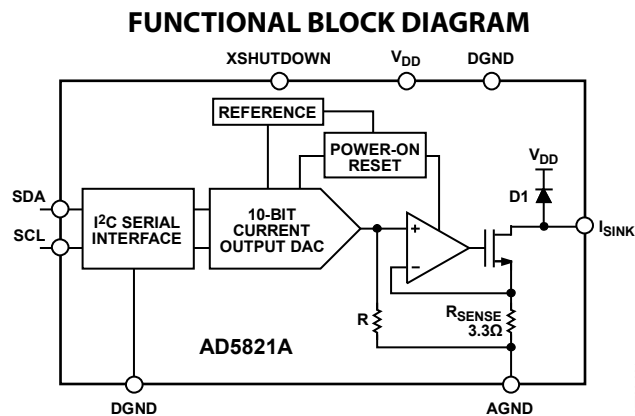 FUNCTIONAL BLOCK DIAGRAM
XSHUTDOWN
VDD
DGND
REFERENCE
POWER-ON
RESET
VDD
D1
SDA
SCL
I²C SERIAL
INTERFACE
10-BIT
CURRENT
OUTPUT DAC
+
–
ISINK
R
RSENSE
3.3Ω
AD5821A
DGND
AGND